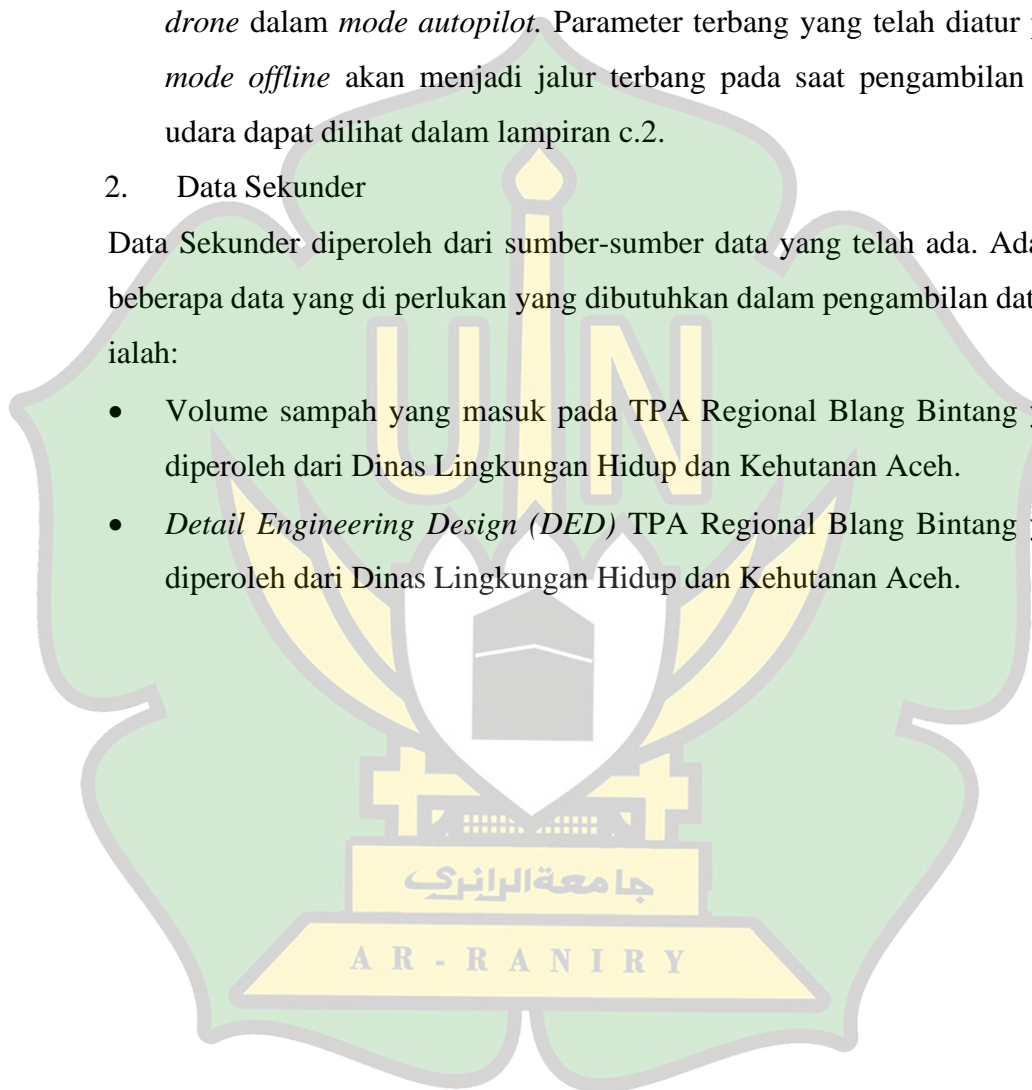 drone dalam mode autopilot. Parameter terbang yang telah diatur
mode offline akan menjadi jalur terbang pada saat pengambilan
udara dapat dilihat dalam lampiran c.2.
2. Data Sekunder
Data Sekunder diperoleh dari sumber-sumber data yang telah ada.
beberapa data yang di perlukan yang dibutuhkan dalam pengambilan
ialah:
• Volume sampah yang masuk pada TPA Regional Blang Bintang
diperoleh dari Dinas Lingkungan Hidup dan Kehutanan Aceh.
• Detail Engineering Design (DED) TPA Regional Blang Bintang
diperoleh dari Dinas Lingkungan Hidup dan Kehutanan Aceh.
UIN
جامعةالرانري
AR-RANIRY